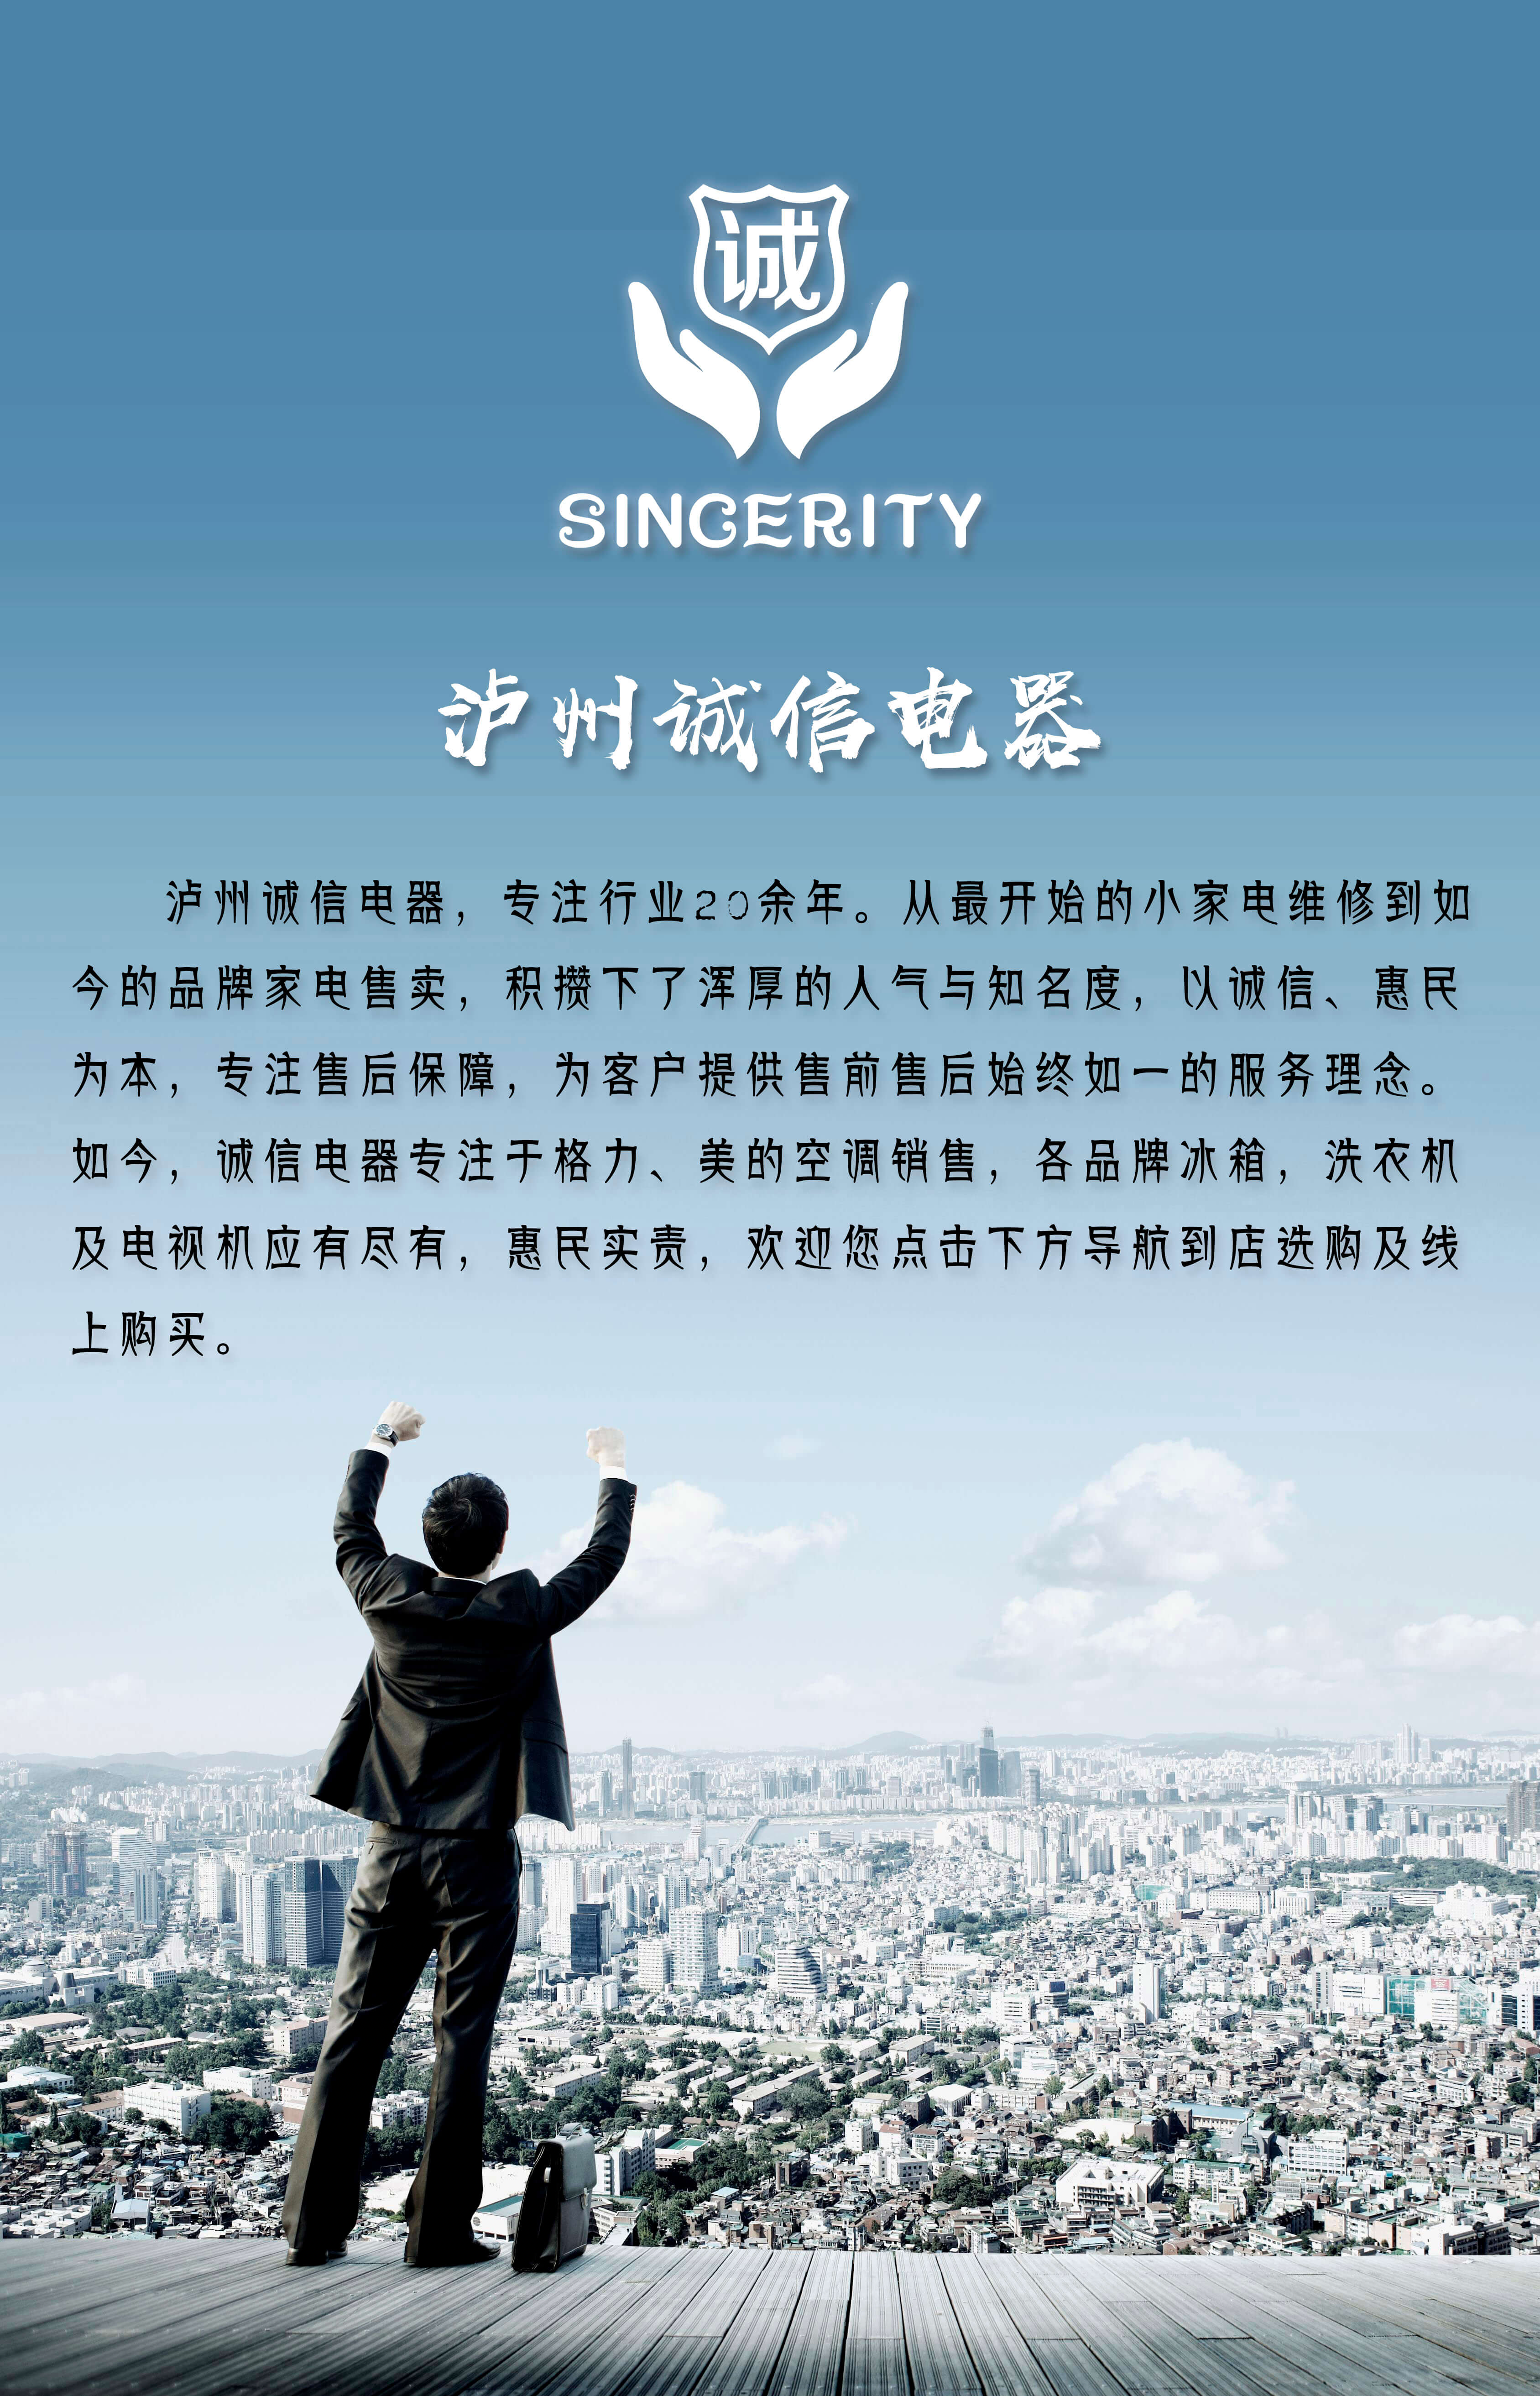 诚
SINCERITY
泸州诚信电器
泸州诚信电器，专注行业20余年。从最开始的小家电维修到如
今的品牌家电售卖，积攒下了浑厚的人气与知名度，以诚信、惠民
为本，专注售后保障，为客户提供售前售后始终如一的服务理念。
如今，诚信电器专注于格力、美的空调销售，各品牌冰箱，洗衣机
及电视机应有尽有，惠民实责，欢迎您点击下方导航到店选购及线
上购买。